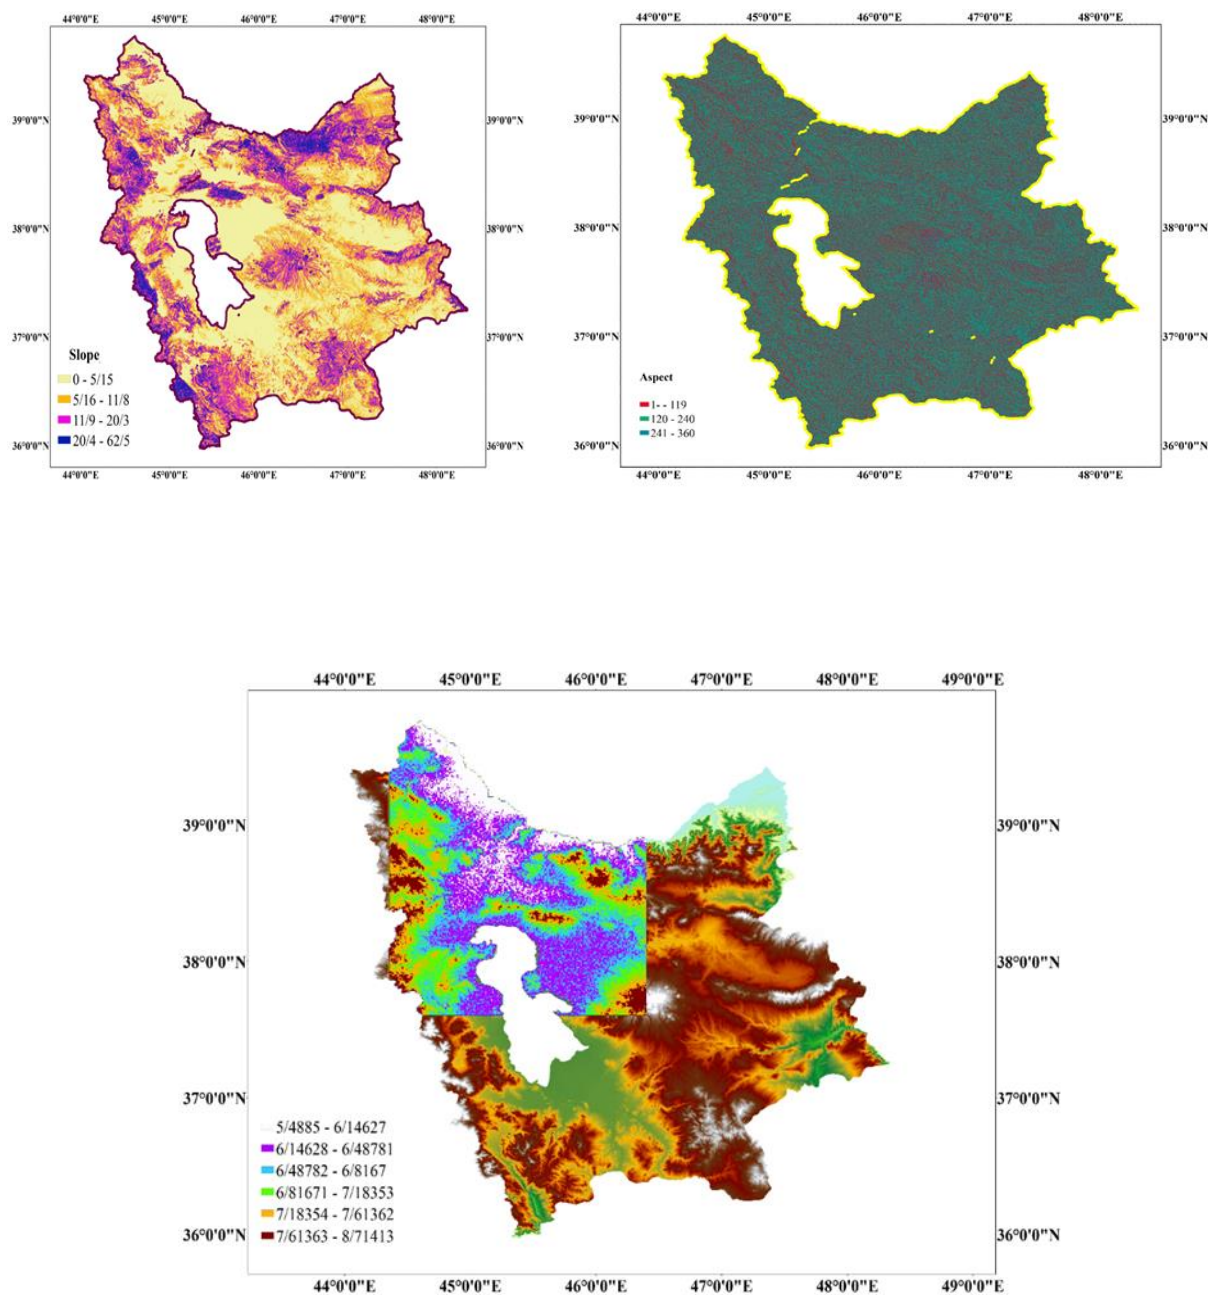 44°0'0"E 45°0'0"E 46°0'0"E 47°0'0"E 48°0'0"E
39°0'0"N 39°0'0"N
38°0'0"N 38°0'0"N
37°0'0"N 37°0'0"N
Slope
0 - 5/15
5/16 - 11/8
11/9 - 20/3
20/4 - 62/5
36°0'0"N 36°0'0"N
44°0'0"E 45°0'0"E 46°0'0"E 47°0'0"E 48°0'0"E
44°0'0"E 45°0'0"E 46°0'0"E 47°0'0"E 48°0'0"E
39°0'0"N 39°0'0"N
38°0'0"N 38°0'0"N
37°0'0"N 37°0'0"N
Aspect
1- - 119
120 - 240
241 - 360
36°0'0"N 36°0'0"N
44°0'0"E 45°0'0"E 46°0'0"E 47°0'0"E 48°0'0"E
44°0'0"E 45°0'0"E 46°0'0"E 47°0'0"E 48°0'0"E 49°0'0"E
39°0'0"N 39°0'0"N
38°0'0"N 38°0'0"N
37°0'0"N 37°0'0"N
5/4885 - 6/14627
6/14628 - 6/48781
6/48782 - 6/8167
6/81671 - 7/18353
7/18354 - 7/61362
7/61363 - 8/71413
36°0'0"N 36°0'0"N
44°0'0"E 45°0'0"E 46°0'0"E 47°0'0"E 48°0'0"E 49°0'0"E